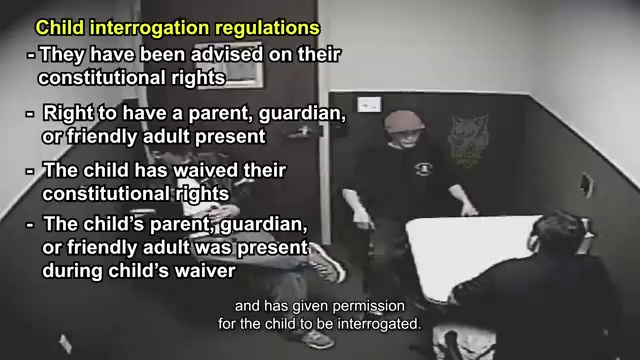 Child interrogation regulations
- They have been advised on their
constitutional rights
- Right to have a parent, guardian,
or friendly adult present
- The child has waived their
constitutional rights
- The child's parent, guardian,
or friendly adult was present
during child's waiver
and has given permission
for the child to be interrogated.